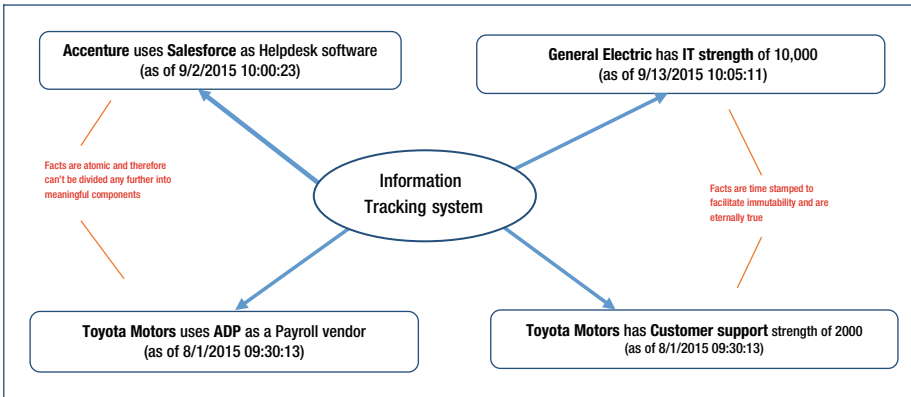 Accenture uses Salesforce as Helpdesk software
(as of 9/2/2015 10:00:23)
General Electric has IT strength of 10,000
(as of 9/13/2015 10:05:11)
Facts are atomic and therefore
can't be divided any further into
meaningful components
Information
Tracking system
Facts are time stamped to
facilitate immutability and are
eternally true
Toyota Motors uses ADP as a Payroll vendor
(as of 8/1/2015 09:30:13)
Toyota Motors has Customer support strength of 2000
(as of 8/1/2015 09:30:13)